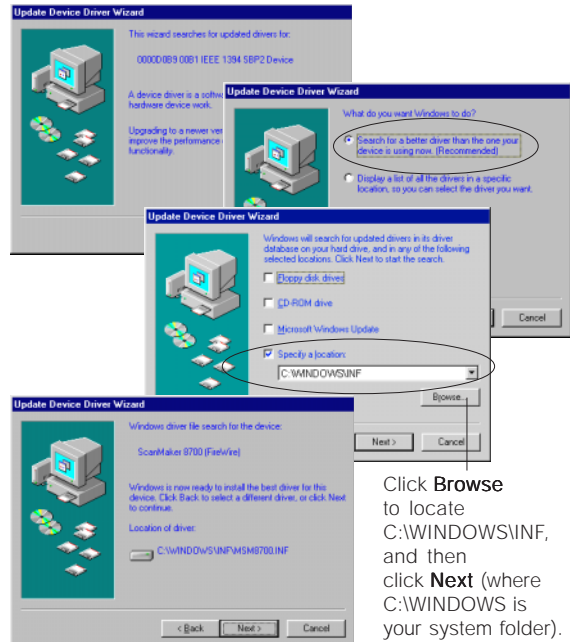 Update Device Driver Wizard
This wizard searches for updated drivers for:
0000D0B9 00B1 IEEE 1394 SBP2 Device
A device driver is a softw
hardware device work.
Upgrading to a newer ver
improve the performance
functionality.
Update Device Driver Wizard
What do you want Windows to do?
Search for a better driver than the one your
device is using now. (Recommended)
Display a list of all the drivers in a specific
location, so you can select the driver you want.
Cancel
Update Device Driver Wizard
Windows will search for updated drivers in its driver
database on your hard drive, and in any of the following
selected locations. Click Next to start the search.
Floppy disk drives
CD-ROM drive
Microsoft Windows Update
Specify a location:
C:\WINDOWS\INF
Browse...
Next >
Cancel
Update Device Driver Wizard
Windows driver file search for the device:
ScanMaker 8700 (FireWire)
Windows is now ready to install the best driver for this
device. Click Back to select a different driver, or click Next
to continue.
Location of driver:
C:\WINDOWS\INF\MSM8700.INF
< Back
Next >
Cancel
Click Browse
to locate
C:\WINDOWS\INF,
and then
click Next (where
C:\WINDOWS is
your system folder).